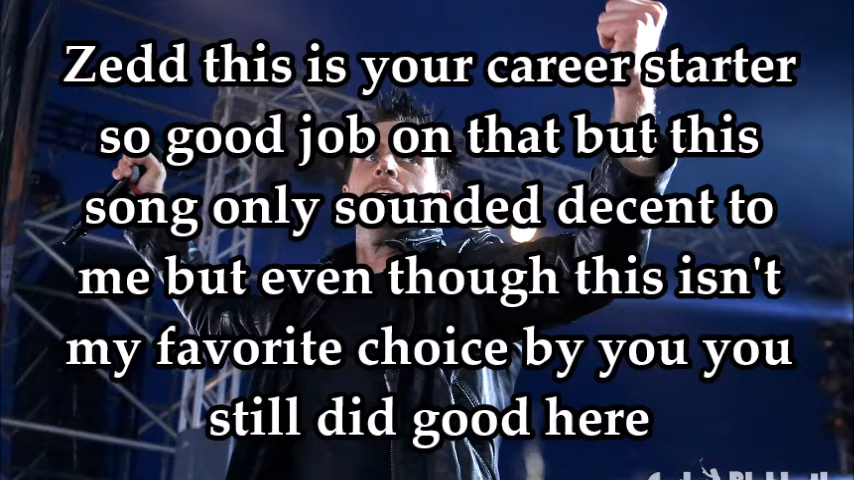 Zedd this is your career starter
so good job on that but this
song only sounded decent to
me but even though this isn't
my favorite choice by you you
still did good here